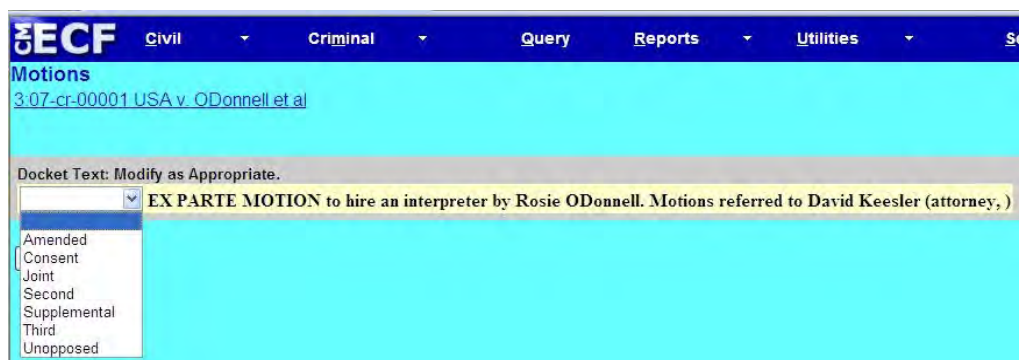 CM
ECF Civil Criminal Query Reports Utilities
Motions
3:07-cr-00001 USA v. ODonnell et al
Docket Text: Modify as Appropriate.
EX PARTE MOTION to hire an interpreter by Rosie ODonnell. Motions referred to David Keesler (attorney, )
Amended
Consent
Joint
Second
Supplemental
Third
Unopposed